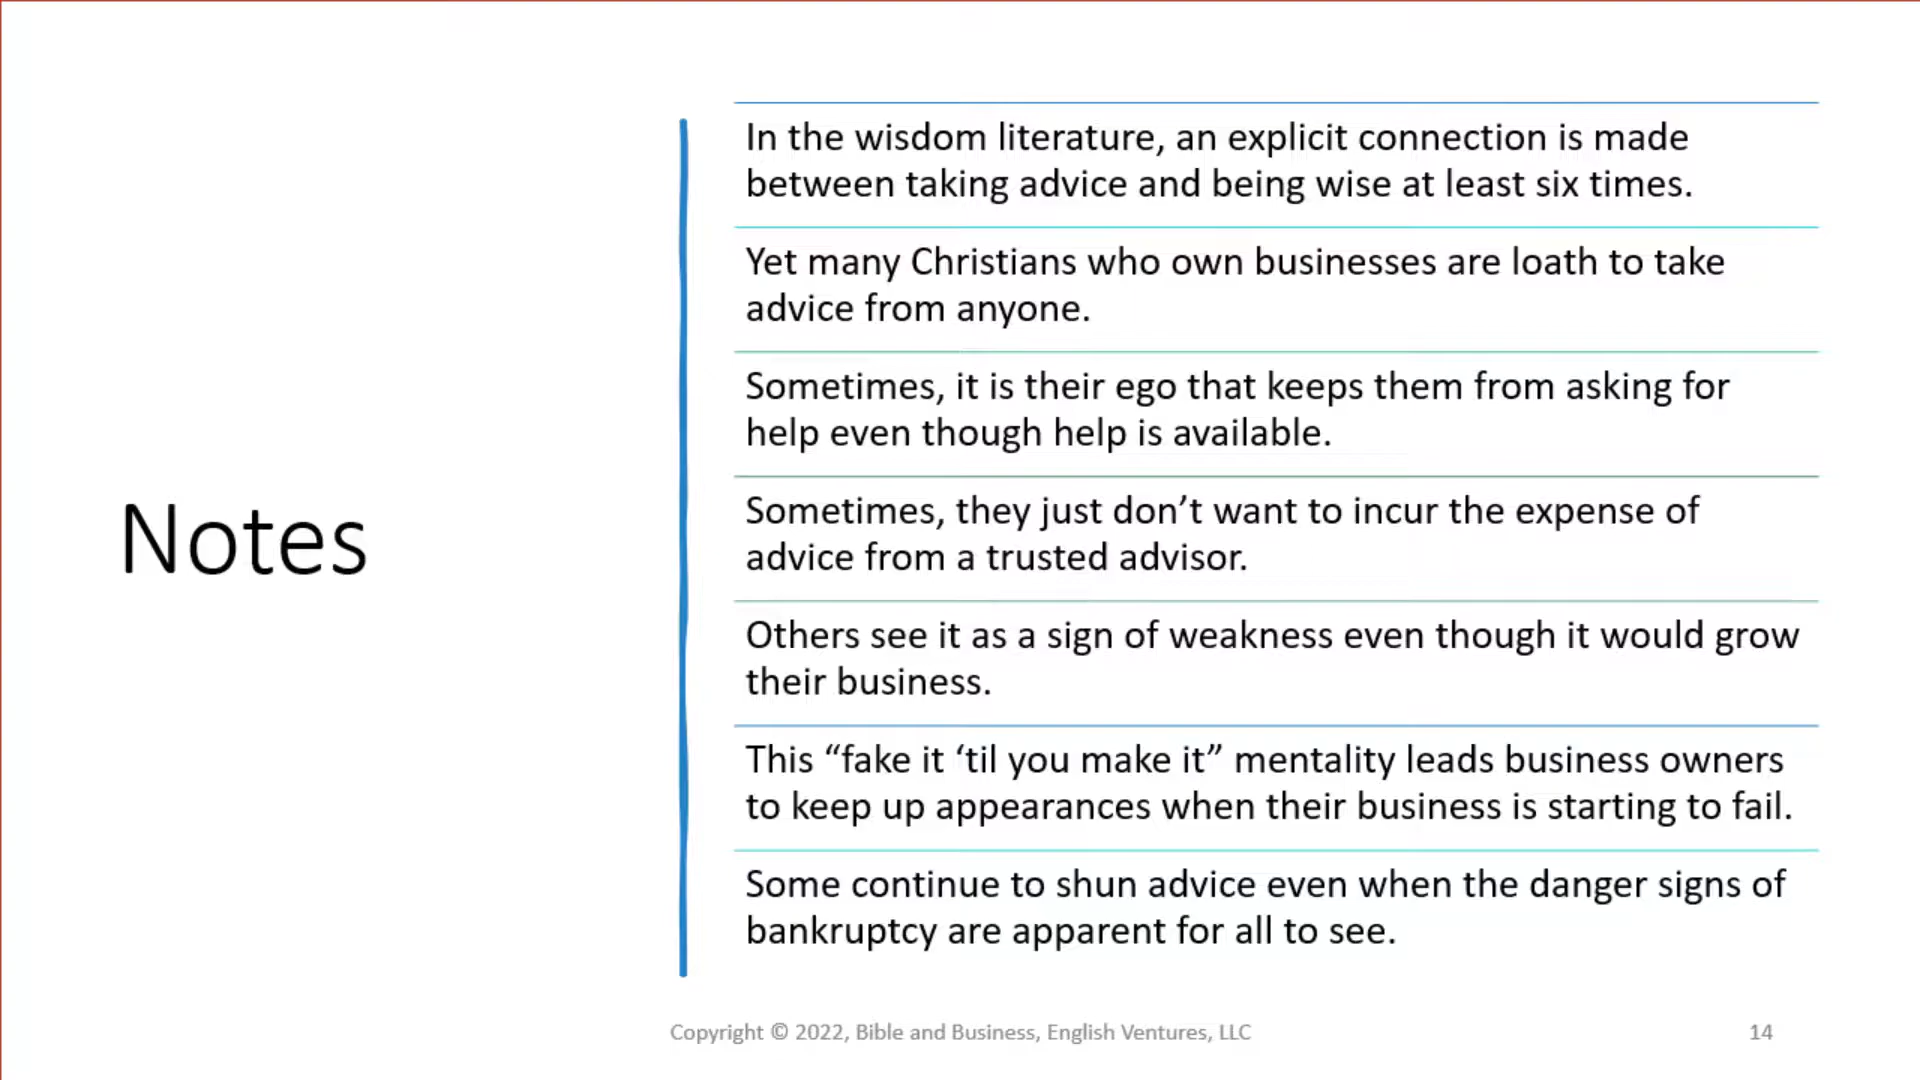 Notes
In the wisdom literature, an explicit connection is made
between taking advice and being wise at least six times.
Yet many Christians who own businesses are loath to take
advice from anyone.
Sometimes, it is their ego that keeps them from asking for
help even though help is available.
Sometimes, they just don’t want to incur the expense of
advice from a trusted advisor.
Others see it as a sign of weakness even though it would grow
their business.
This “fake it ‘til you make it” mentality leads business owners
to keep up appearances when their business is starting to fail.
Some continue to shun advice even when the danger signs of
bankruptcy are apparent for all to see.
Copyright © 2022, Bible and Business, English Ventures, LLC
14